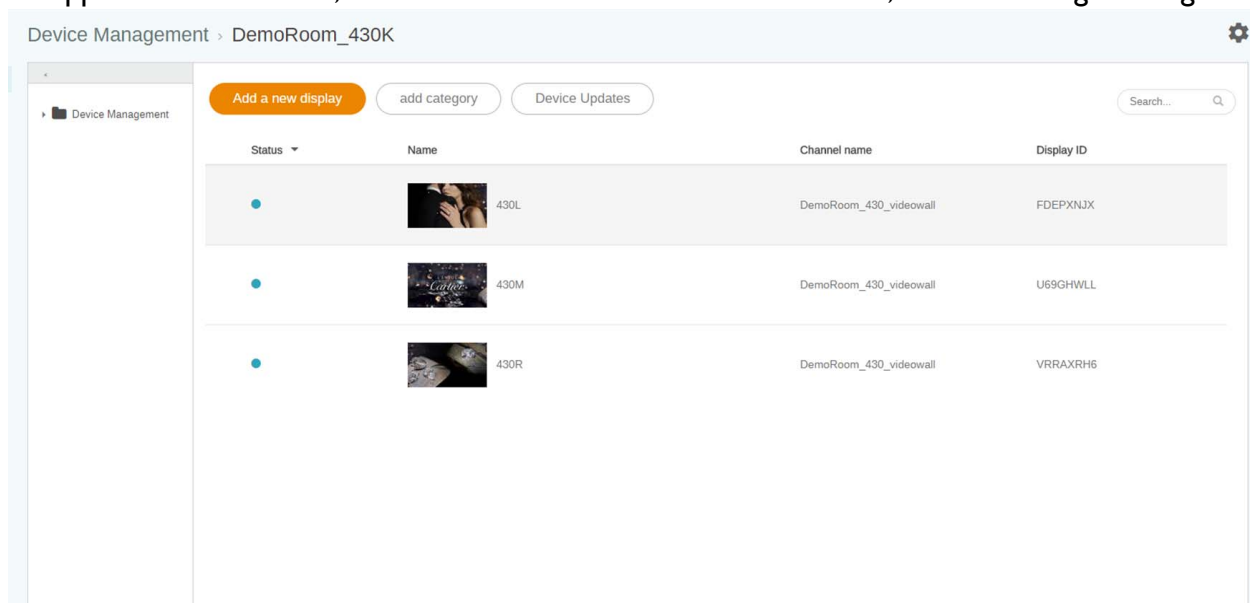 Device Management › DemoRoom_430K
Device Management
Add a new display
add category
Device Updates
Search...
Status Name Channel name Display ID
430L DemoRoom_430_videowall FDEPXNJX
Cartier 430M DemoRoom_430_videowall U69GHWLL
430R DemoRoom_430_videowall VRRAXRH6